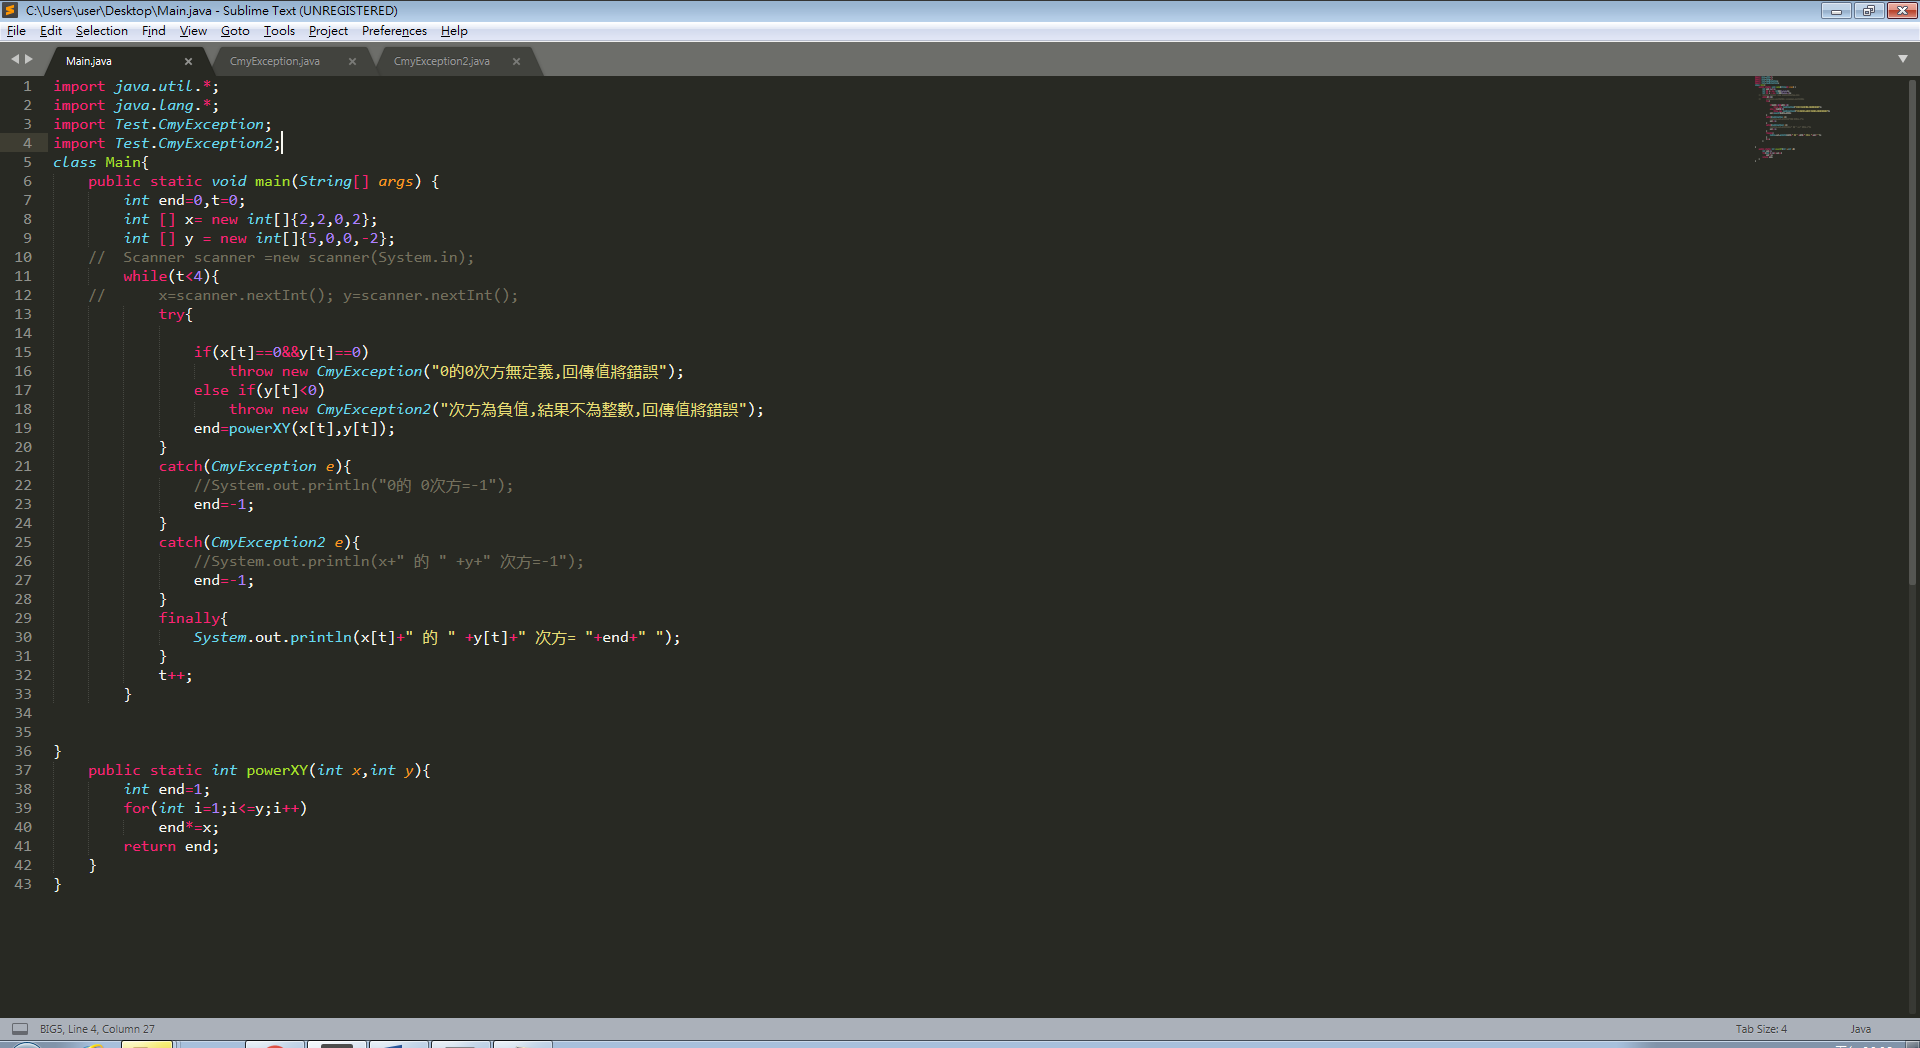 C:\Users\user\Desktop\Main.java - Sublime Text (UNREGISTERED)
File Edit Selection Find View Goto Tools Project Preferences Help
Main.java × CmyException.java × CmyException2.java ×
1 import java.util.*;
2 import java.lang.*;
3 import Test.CmyException;
4 import Test.CmyException2;
5 class Main{
6     public static void main(String[] args) {
7         int end=0,t=0;
8         int [] x= new int[]{2,2,0,2};
9         int [] y = new int[]{5,0,0,-2};
10     //  Scanner scanner =new scanner(System.in);
11         while(t<4){
12     //      x=scanner.nextInt(); y=scanner.nextInt();
13             try{
14
15                 if(x[t]==0&&y[t]==0)
16                     throw new CmyException("0的0次方無定義,回傳值將錯誤");
17                 else if(y[t]<0)
18                     throw new CmyException2("次方為負值,結果不為整數,回傳值將錯誤");
19                 end=powerXY(x[t],y[t]);
20             }
21             catch(CmyException e){
22                 //System.out.println("0的 0次方=-1");
23                 end=-1;
24             }
25             catch(CmyException2 e){
26                 //System.out.println(x+" 的 " +y+" 次方=-1");
27                 end=-1;
28             }
29             finally{
30                 System.out.println(x[t]+" 的 " +y[t]+" 次方= "+end+" ");
31             }
32             t++;
33         }
34
35
36 }
37     public static int powerXY(int x,int y){
38         int end=1;
39         for(int i=1;i<=y;i++)
40             end*=x;
41         return end;
42     }
43 }
BIG5, Line 4, Column 27 Tab Size: 4 Java